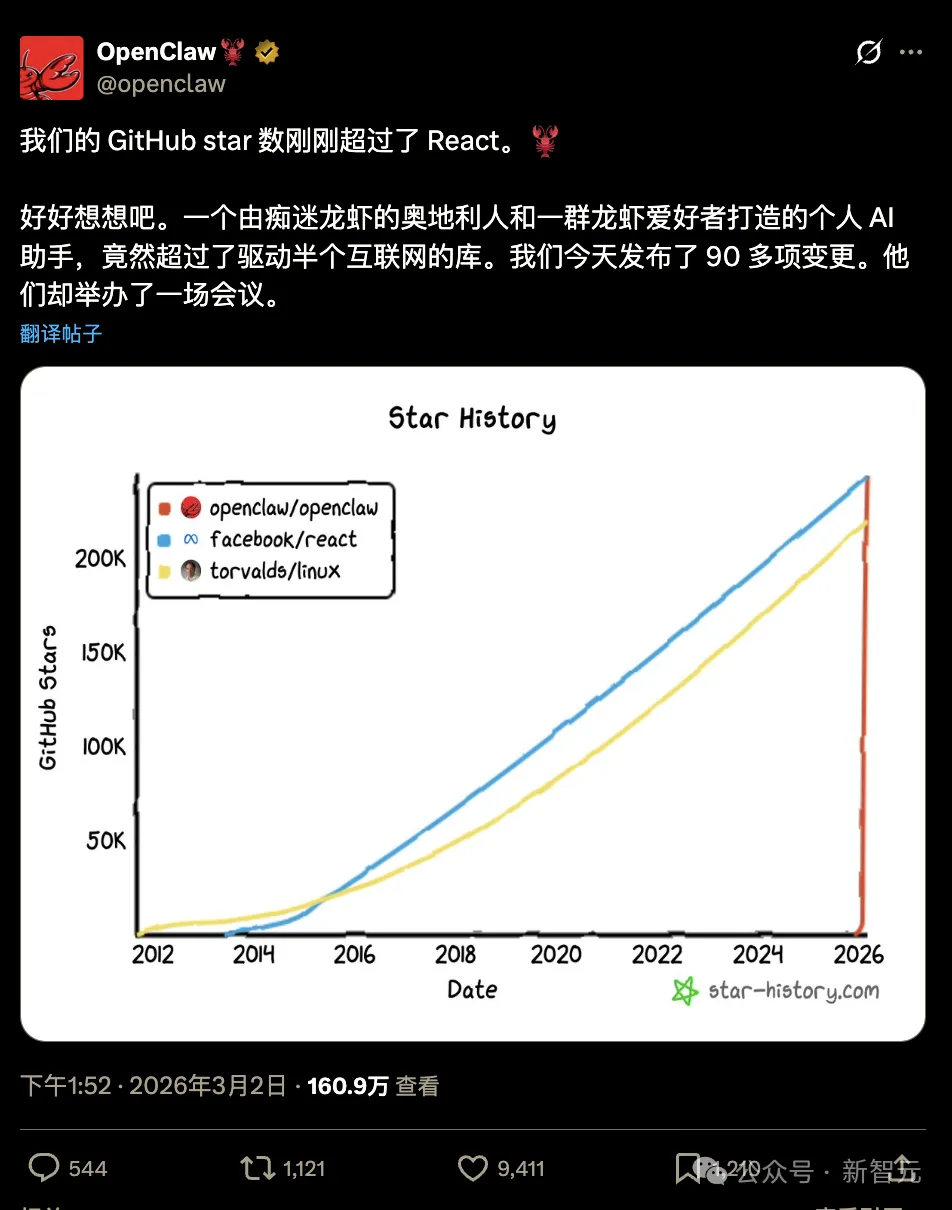 OpenClaw🦞
@openclaw
我们的 GitHub star 数刚刚超过了 React。🦞
好好想想吧。一个由痴迷龙虾的奥地利人和一群龙虾爱好者打造的个人 AI
助手，竟然超过了驱动半个互联网的库。我们今天发布了 90 多项变更。他
们却举办了一场会议。
翻译帖子
Star History
openclaw/openclaw
facebook/react
torvalds/linux
GitHub Stars
200K
150K
100K
50K
2012 2014 2016 2018 2020 2022 2024 2026
Date
star-history.com
下午1:52 · 2026年3月2日 · 160.9万 查看
544 1,121 9,411 1,210
公众号 · 新智元